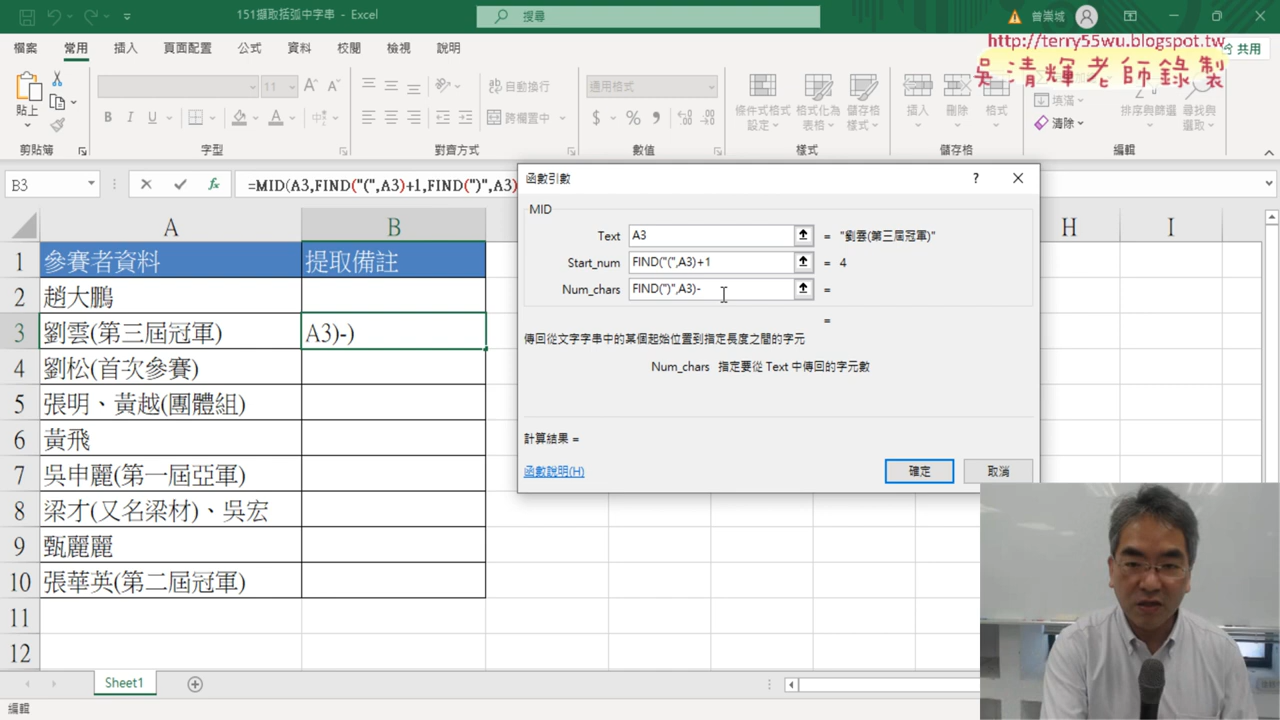 151擷取括弧中字串 - Excel
搜尋
曾崇城
檔案
常用
插入
頁面配置
公式
資料
校閱
檢視
說明
共用
http://terry55wu.blogspot.tw
吳清輝老師錄製
貼上
剪貼簿
11
B I U
字型
自動換行
跨欄置中
對齊方式
通用格式
$ % ,
數值
條件式格式設定
格式化為表格
儲存格樣式
樣式
插入
刪除
格式
儲存格
填滿
清除
排序與篩選
尋找與選取
編輯
B3
=MID(A3,FIND("(",A3)+1,FIND(")",A3)
A
B
H
I
1 參賽者資料 提取備註
2 趙大鵬
3 劉雲(第三屆冠軍) A3)-)
4 劉松(首次參賽)
5 張明、黃越(團體組)
6 黃飛
7 吳申麗(第一屆亞軍)
8 梁才(又名梁材)、吳宏
9 甄麗麗
10 張華英(第二屆冠軍)
11
12
函數引數
?
MID
Text A3 = "劉雲(第三屆冠軍)"
Start_num FIND("(",A3)+1 = 4
Num_chars FIND(")",A3)- =
=
傳回從文字字串中的某個起始位置到指定長度之間的字元
Num_chars 指定要從 Text 中傳回的字元數
計算結果 =
函數說明(H)
確定
取消
Sheet1
編輯